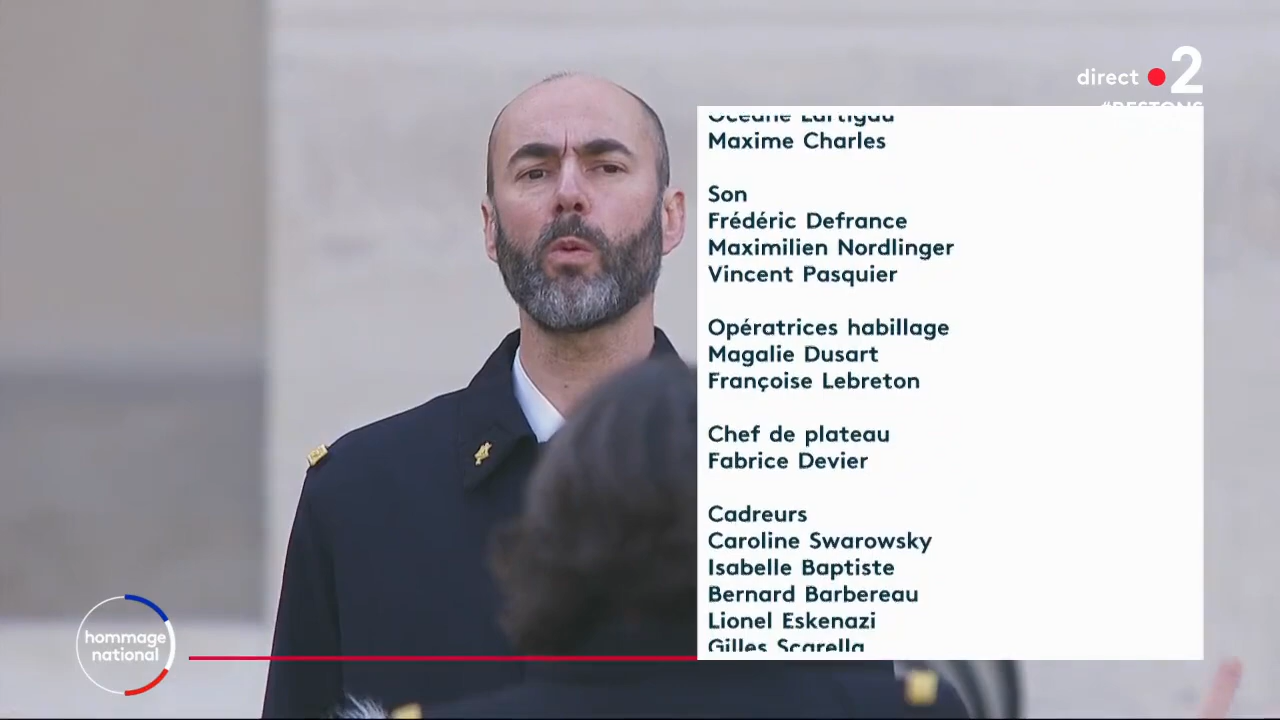 direct 2
Maxime Charles
Son
Frédéric Defrance
Maximilien Nordlinger
Vincent Pasquier
Opératrices habillage
Magalie Dusart
Françoise Lebreton
Chef de plateau
Fabrice Devier
Cadreurs
Caroline Swarowsky
Isabelle Baptiste
Bernard Barbereau
Lionel Eskenazi
Gilles Scarella
hommage
national